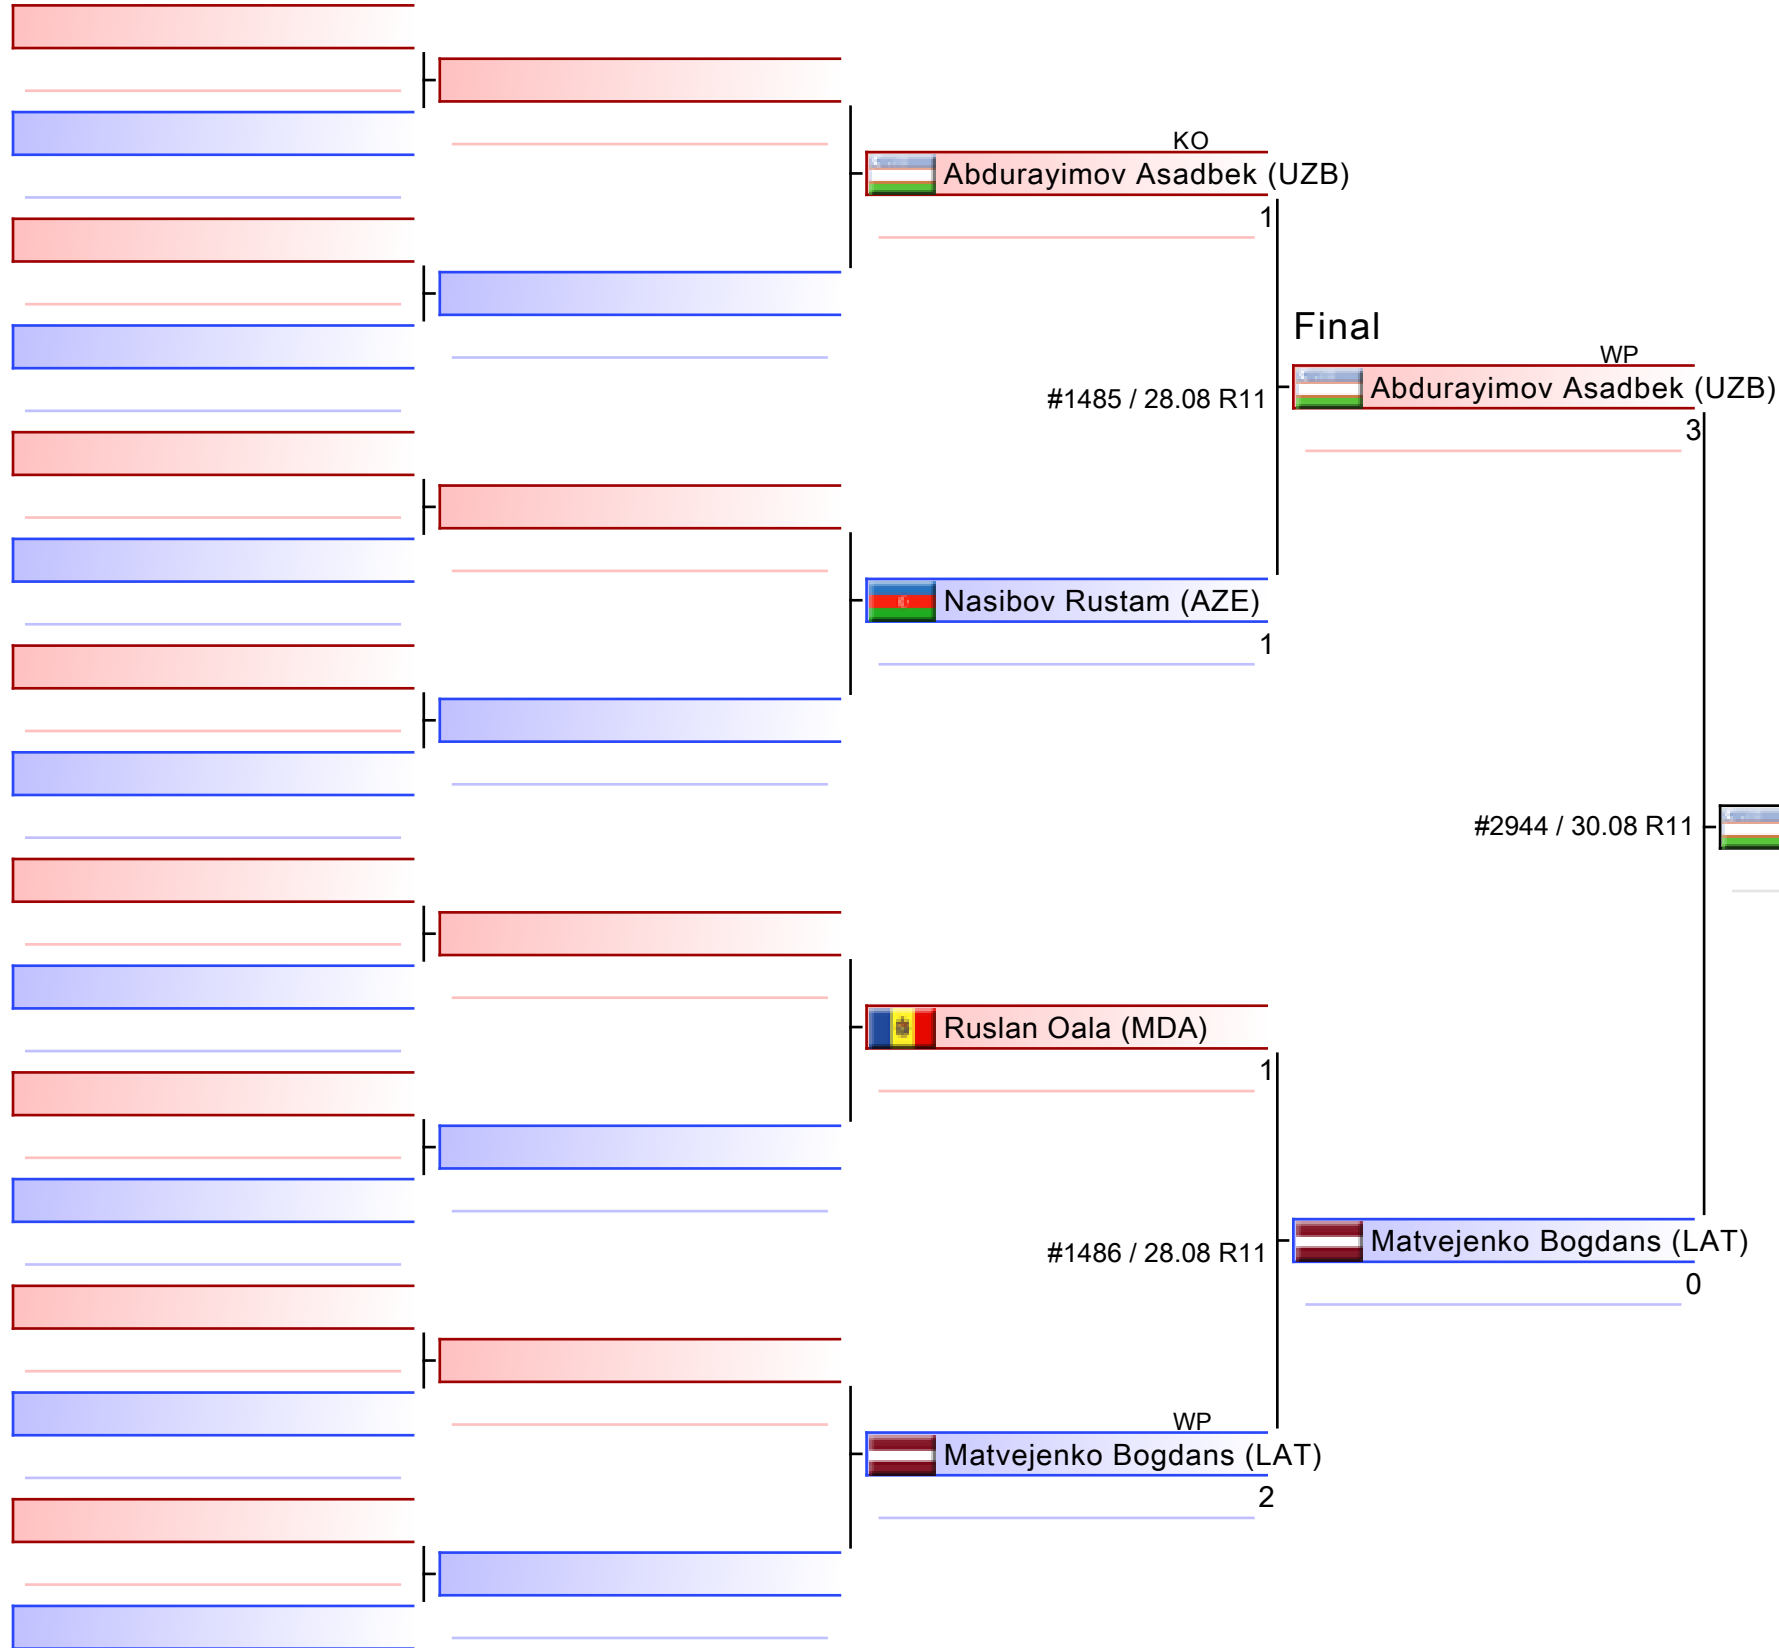 KO
Abdurayimov Asadbek (UZB)
1
Final
WP
#1485 / 28.08 R11
Abdurayimov Asadbek (UZB)
3
Nasibov Rustam (AZE)
1
#2944 / 30.08 R11
Ruslan Oala (MDA)
1
#1486 / 28.08 R11
Matvejenko Bogdans (LAT)
0
WP
Matvejenko Bogdans (LAT)
2